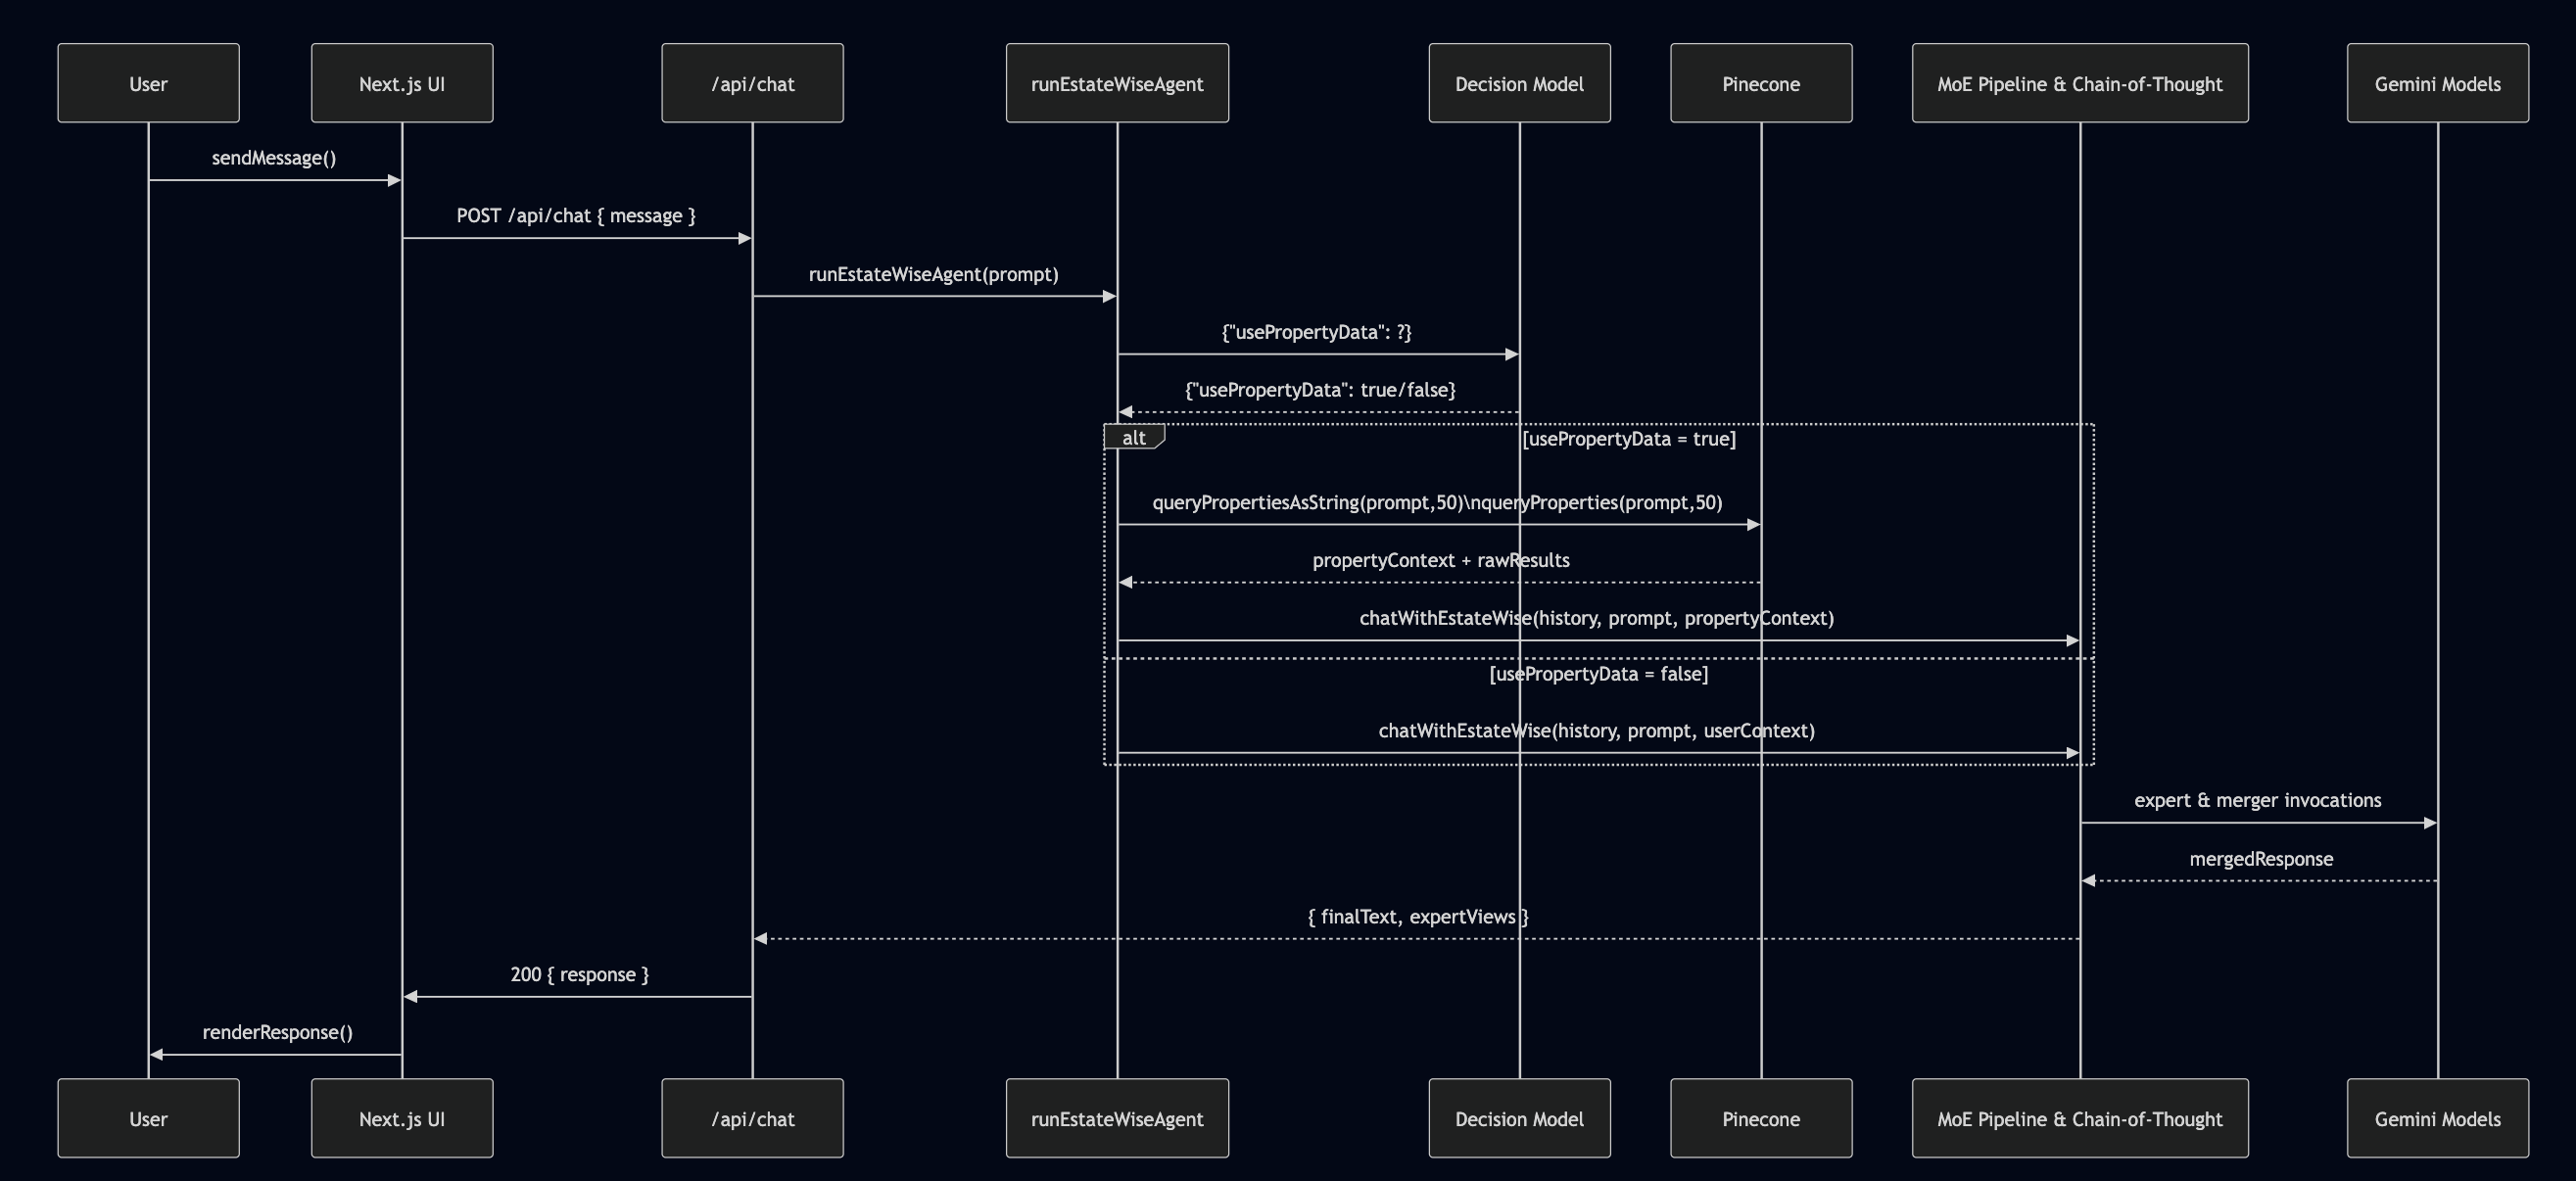 User
Next.js UI
/api/chat
runEstateWiseAgent
Decision Model
Pinecone
MoE Pipeline & Chain-of-Thought
Gemini Models
sendMessage()
POST /api/chat { message }
runEstateWiseAgent(prompt)
{"usePropertyData": ?}
{"usePropertyData": true/false}
alt
[usePropertyData = true]
queryPropertiesAsString(prompt,50)\nqueryProperties(prompt,50)
propertyContext + rawResults
chatWithEstateWise(history, prompt, propertyContext)
[usePropertyData = false]
chatWithEstateWise(history, prompt, userContext)
expert & merger invocations
mergedResponse
{ finalText, expertViews }
200 { response }
renderResponse()
User
Next.js UI
/api/chat
runEstateWiseAgent
Decision Model
Pinecone
MoE Pipeline & Chain-of-Thought
Gemini Models